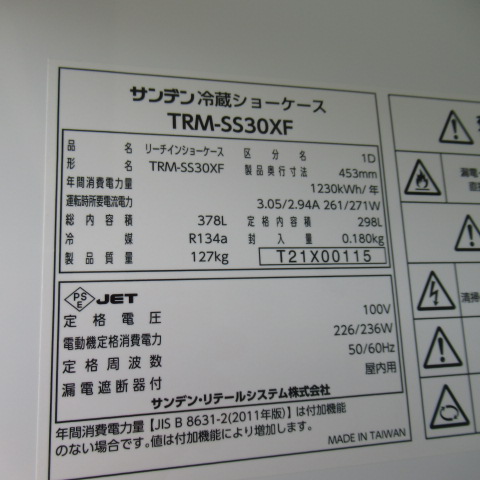 サンデン冷蔵ショーケース
TRM-SS30XF
品 名 リーチインショーケース 区 分 名 1D
形 名 TRM-SS30XF 製品奥行寸法 453mm
年間消費電力量 1230kWh/年
運転時所要電流電力 3.05/2.94A 261/271W
総 内 容 積 378L 定格内容積 298L
冷 媒 R134a 封 入 量 0.180kg
製 品 質 量 127kg T21X00115
PSE JET
定 格 電 圧 100V
電動機定格消費電力 226/236W
定 格 周 波 数 50/60Hz
漏電遮断器付 屋内用
サンデン・リテールシステム株式会社
年間消費電力量【JIS B 8631-2(2011年版)】は付加機能
のない場合です。値は付加機能により増加します。
MADE IN TAIWAN
漏電・
清掃・